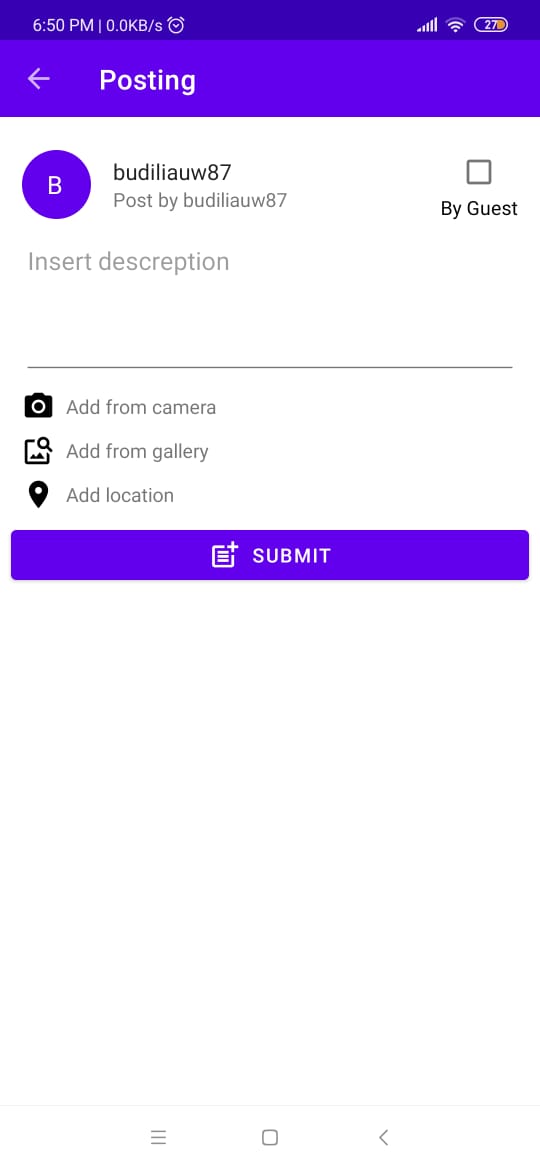 6:50 PM | 0.0KB/s
27
Posting
B
budiliauw87
Post by budiliauw87
By Guest
Insert descreption
Add from camera
Add from gallery
Add location
SUBMIT